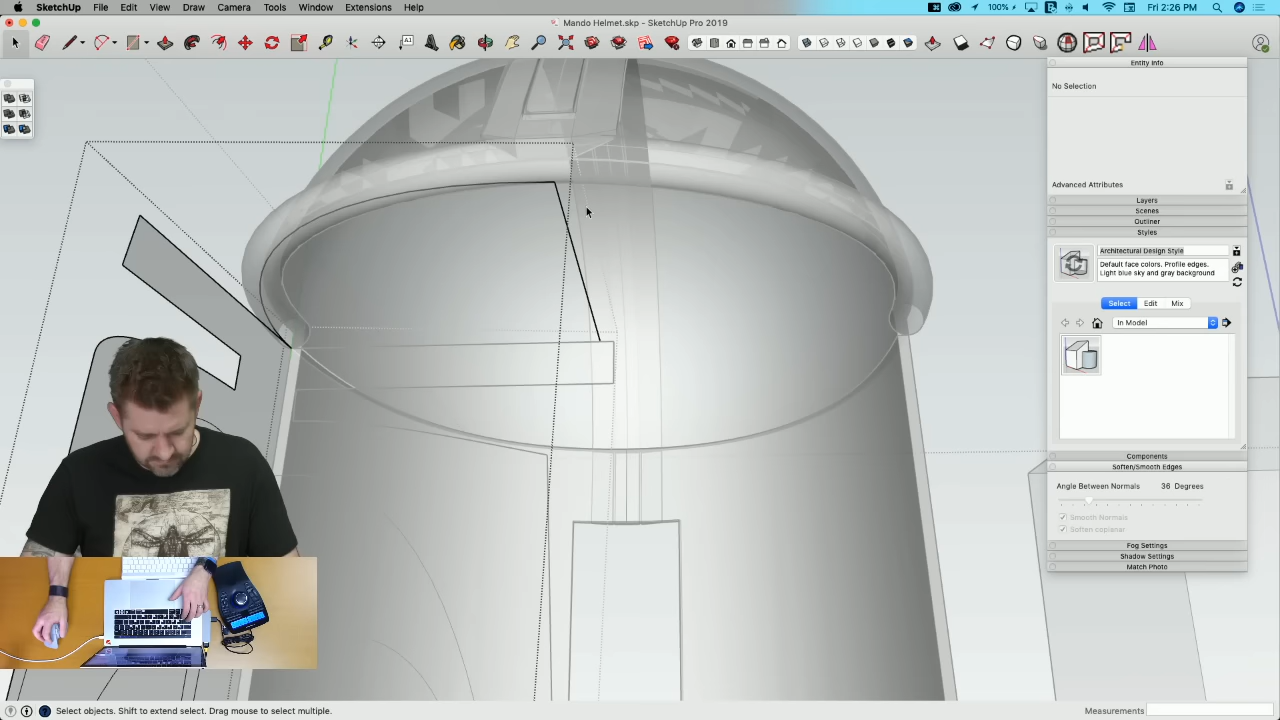 SketchUp File Edit View Draw Camera Tools Window Extensions Help
100% Fri 2:26 PM
Mando Helmet.skp - SketchUp Pro 2019
Entity Info
No Selection
Advanced Attributes
Layers
Scenes
Outliner
Styles
Architectural Design Style
Default face colors. Profile edges.
Light blue sky and gray background
Select Edit Mix
In Model
Components
Soften/Smooth Edges
Angle Between Normals 36 Degrees
Smooth Normals
Soften coplanar
Fog Settings
Shadow Settings
Match Photo
Select objects. Shift to extend select. Drag mouse to select multiple.
Measurements